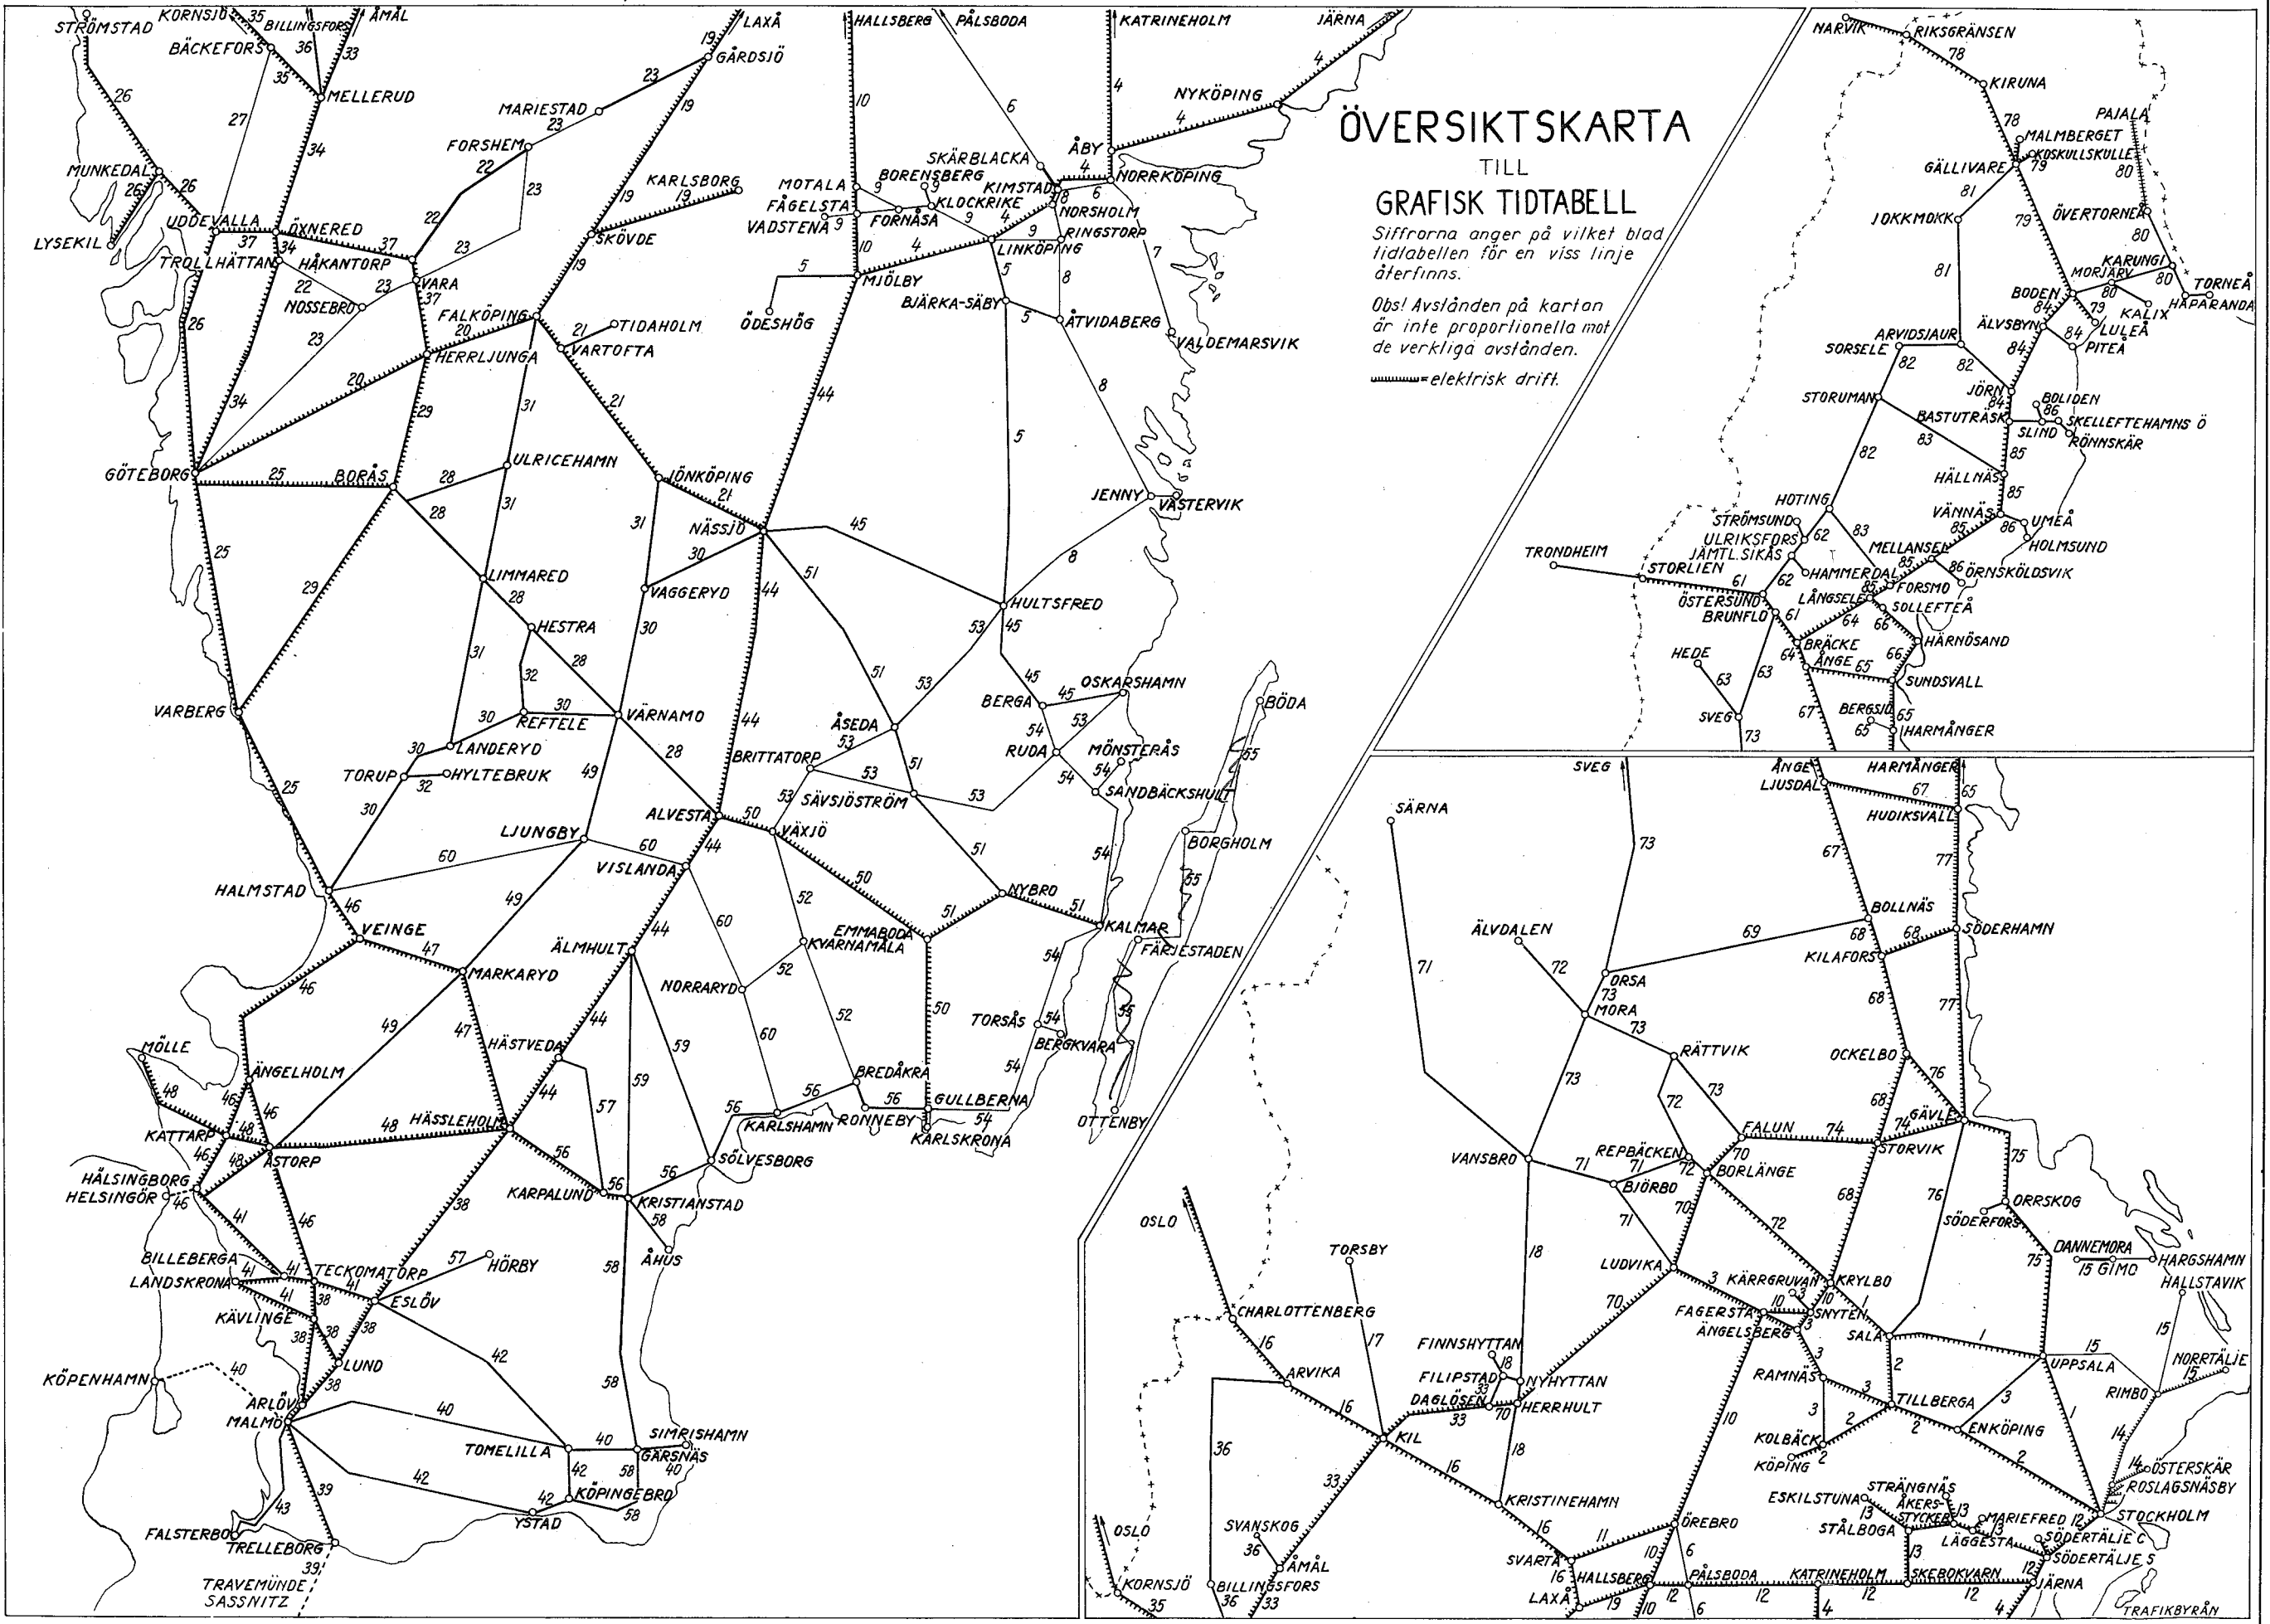 ÖVERSIKTSKARTA
TILL
GRAFISK TIDTABELL
Siffrorna anger på vilket blad
tidtabellen för en viss linje
återfinns.
Obs! Avstånden på kartan
är inte proportionella mot
de verkliga avstånden.
=elektrisk drift.
STRÖMSTAD
KORNSJÖ
BILLINGSFORS
ÅMÅL
BÄCKEFORS
MELLERUD
LAXÅ
GÅRDSJÖ
MARIESTAD
FORSHEM
HALLSBERG
PÅLSBODA
KATRINEHOLM
JÄRNA
NYKÖPING
ÅBY
NORRKÖPING
SKÄRBLACKA
KIMSTAD
NORSHOLM
RINGSTORP
MUNKEDAL
LYSEKIL
UDDEVALLA
ÖXNERED
TROLLHÄTTAN
HÅKANTORP
VARA
NOSSEBRO
KARLSBORG
SKÖVDE
MOTALA
BORENSBERG
FÅGELSTA
KLOCKRIKE
VADSTENA
FORNÅSA
LINKÖPING
MJÖLBY
ÖDESHÖG
BJÄRKA-SÄBY
ÅTVIDABERG
VALDEMARSVIK
FALKÖPING
TIDAHOLM
VARTOFTA
HERRLJUNGA
GÖTEBORG
BORÅS
ULRICEHAMN
JÖNKÖPING
NÄSSJÖ
JENNY
VÄSTERVIK
LIMMARED
HESTRA
VAGGERYD
HULTSFRED
VARBERG
REFTELE
VÄRNAMO
LANDERYD
TORUP
HYLTEBRUK
ÅSEDA
BRITTATORP
SÄVSJÖSTRÖM
BERGA
OSKARSHAMN
RUDA
MÖNSTERÅS
SANDBÄCKSHULT
BÖDA
BORGHOLM
LJUNGBY
ALVESTA
VÄXJÖ
VISLANDA
HALMSTAD
VEINGE
MARKARYD
ÄLMHULT
KVARNAMÅLA
EMMABODA
NYBRO
KALMAR
FÄRJESTADEN
NORRARYD
TORSÅS
BERGKVARA
MÖLLE
ÄNGELHOLM
HÄSTVEDA
BREDÅKRA
GULLBERNA
KATTARP
HÄSSLEHOLM
KARLSHAMN
RONNEBY
KARLSKRONA
OTTENBY
ÅSTORP
HÄLSINGBORG
HELSINGÖR
KARPALUND
KRISTIANSTAD
SÖLVESBORG
ÅHUS
BILLEBERGA
LANDSKRONA
TECKOMATORP
HÖRBY
KÄVLINGE
ESLÖV
LUND
KÖPENHAMN
ARLÖV
MALMÖ
TOMELILLA
SIMRISHAMN
GÄRSNÄS
KÖPINGEBRO
YSTAD
FALSTERBO
TRELLEBORG
TRAVEMÜNDE
SASSNITZ
NARVIK
RIKSGRÄNSEN
KIRUNA
PAJALA
MALMBERGET
KOSKULLSKULLE
GÄLLIVARE
JOKKMOKK
ÖVERTORNEÅ
KARUNGI
MORJÄRV
TORNEÅ
HAPARANDA
BODEN
KALIX
LULEÅ
ÄLVSBYN
PITEÅ
ARVIDSJAUR
SORSELE
JÖRN
STORUMAN
BOLIDEN
BASTUTRÄSK
SLIND
SKELLEFTEHAMNS Ö
RÖNNSKÄR
HÄLLNÄS
HOTING
VÄNNÄS
UMEÅ
HOLMSUND
STRÖMSUND
ULRIKSFORS
JÄMTL.SIKÅS
MELLANSEL
TRONDHEIM
STORLIEN
HAMMERDAL
ÖRNSKÖLDSVIK
ÖSTERSUND
FORSMO
LÅNGSELE
SOLLEFTEÅ
BRUNFLO
BRÄCKE
HÄRNÖSAND
HEDE
ÅNGE
SUNDSVALL
SVEG
BERGSJÖ
HARMÅNGER
SVEG
ÅNGE
HARMÅNGER
LJUSDAL
HUDIKSVALL
SÄRNA
BOLLNÄS
SÖDERHAMN
ÄLVDALEN
ORSA
KILAFORS
MORA
RÄTTVIK
OCKELBO
GÄVLE
FALUN
STORVIK
VANSBRO
REPBÄCKEN
BORLÄNGE
BJÖRBO
ORRSKOG
SÖDERFORS
OSLO
TORSBY
LUDVIKA
DANNEMORA
GIMO
HARGSHAMN
HALLSTAVIK
KÄRRGRUVAN
KRYLBO
CHARLOTTENBERG
FAGERSTA
SNYTEN
ÄNGELSBERG
SALA
FINNSHYTTAN
ARVIKA
FILIPSTAD
NYHYTTAN
DAGLÖSEN
HERRHULT
RAMNÄS
UPPSALA
NORRTÄLJE
RIMBO
TILLBERGA
ENKÖPING
KIL
KOLBÄCK
KÖPING
ÖSTERSKÄR
ROSLAGSNÄSBY
KRISTINEHAMN
ESKILSTUNA
STRÄNGNÄS
ÅKERS-
STYCKEB
MARIEFRED
STOCKHOLM
ÖREBRO
STÅLBOGA
LÄGGESTA
SÖDERTÄLJE C
SÖDERTÄLJE S
OSLO
SVANSKOG
ÅMÅL
SVARTÅ
HALLSBERG
PÅLSBODA
KATRINEHOLM
SKEBOKVARN
JÄRNA
KORNSJÖ
BILLINGSFORS
LAXÅ
TRAFIKBYRÅN